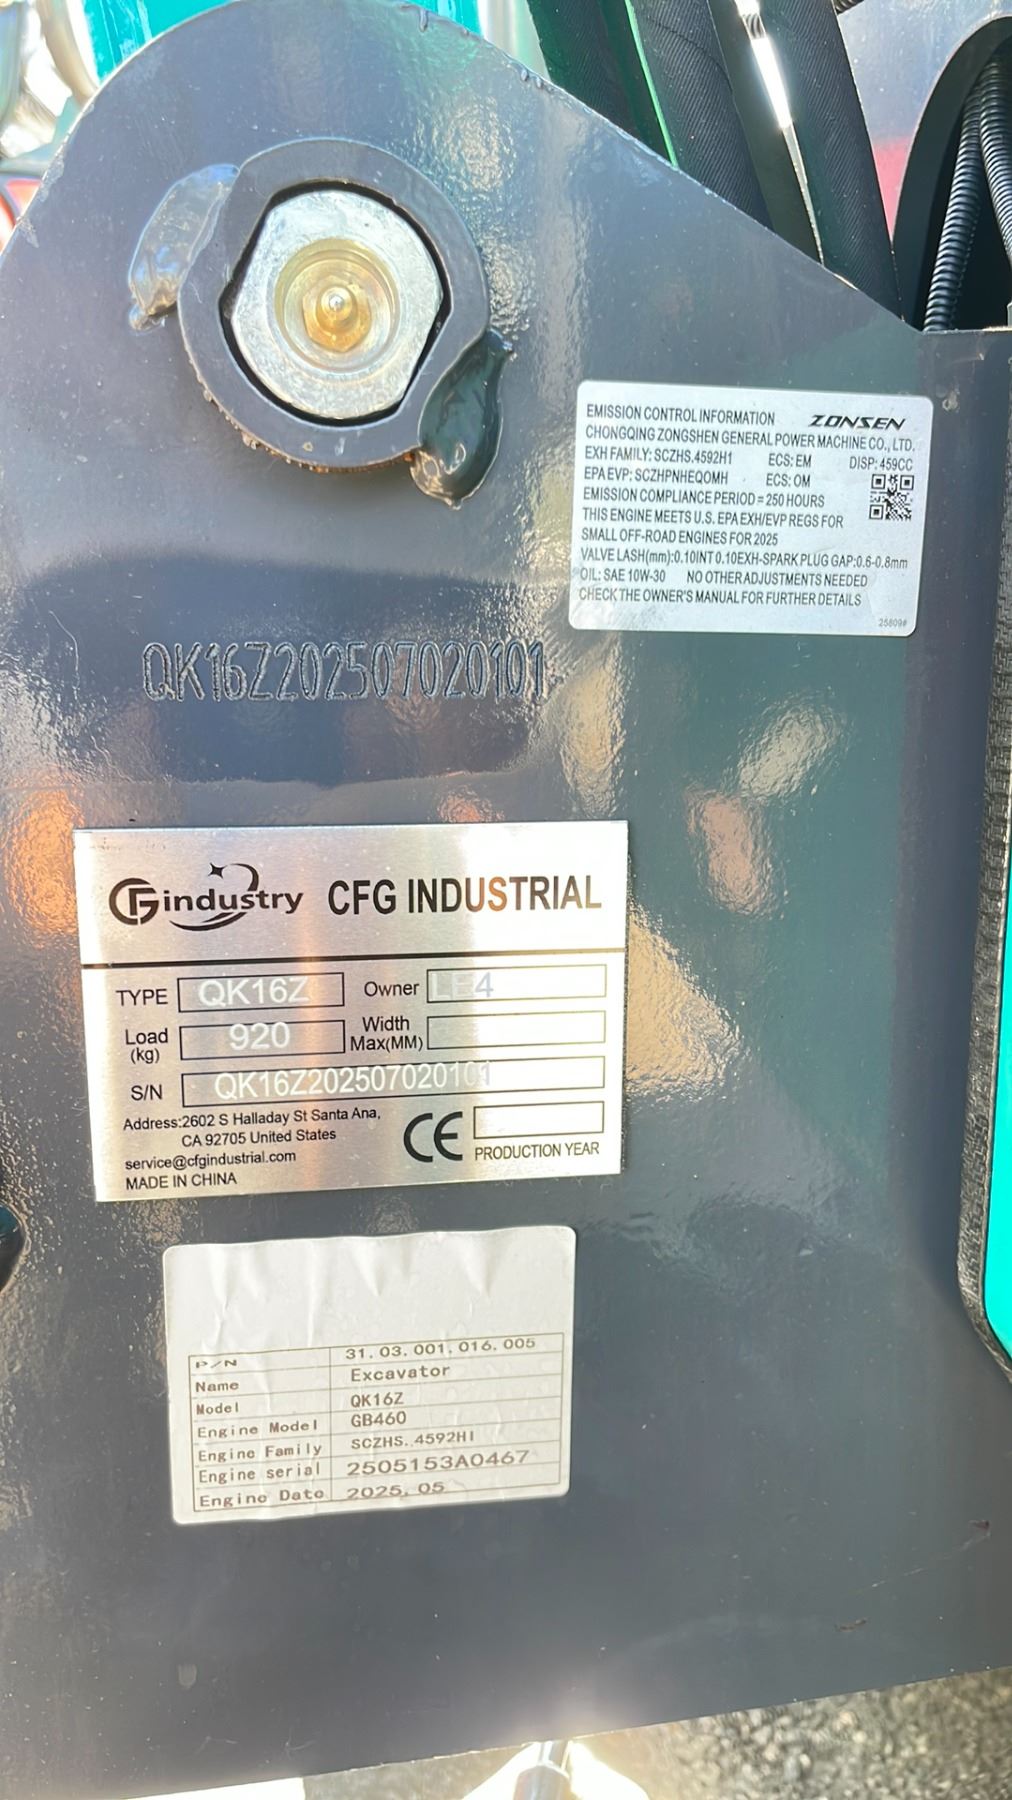 EMISSION CONTROL INFORMATION ZONSEN
CHONGQING ZONGSHEN GENERAL POWER MACHINE CO., LTD.
EXH FAMILY: SCZHS.4592H1 ECS: EM DISP: 459CC
EPA EVP: SCZHPNHEQOMH ECS: OM
EMISSION COMPLIANCE PERIOD = 250 HOURS
THIS ENGINE MEETS U.S. EPA EXH/EVP REGS FOR
SMALL OFF-ROAD ENGINES FOR 2025
VALVE LASH(mm):0.10INT 0.10EXH-SPARK PLUG GAP:0.6-0.8mm
OIL: SAE 10W-30 NO OTHER ADJUSTMENTS NEEDED
CHECK THE OWNER'S MANUAL FOR FURTHER DETAILS
25809#
QK16Z202507020101
CFG industry CFG INDUSTRIAL
TYPE QK16Z Owner LE4
Load (kg) 920 Width Max(MM)
S/N QK16Z202507020101
Address:2602 S Halladay St Santa Ana,
CA 92705 United States
service@cfgindustrial.com
MADE IN CHINA
CE PRODUCTION YEAR
P/N 31.03.001.016.005
Name Excavator
Model QK16Z
Engine Model GB460
Engine Family SCZHS..4592HI
Engine serial 2505153A0467
Engine Date 2025.05